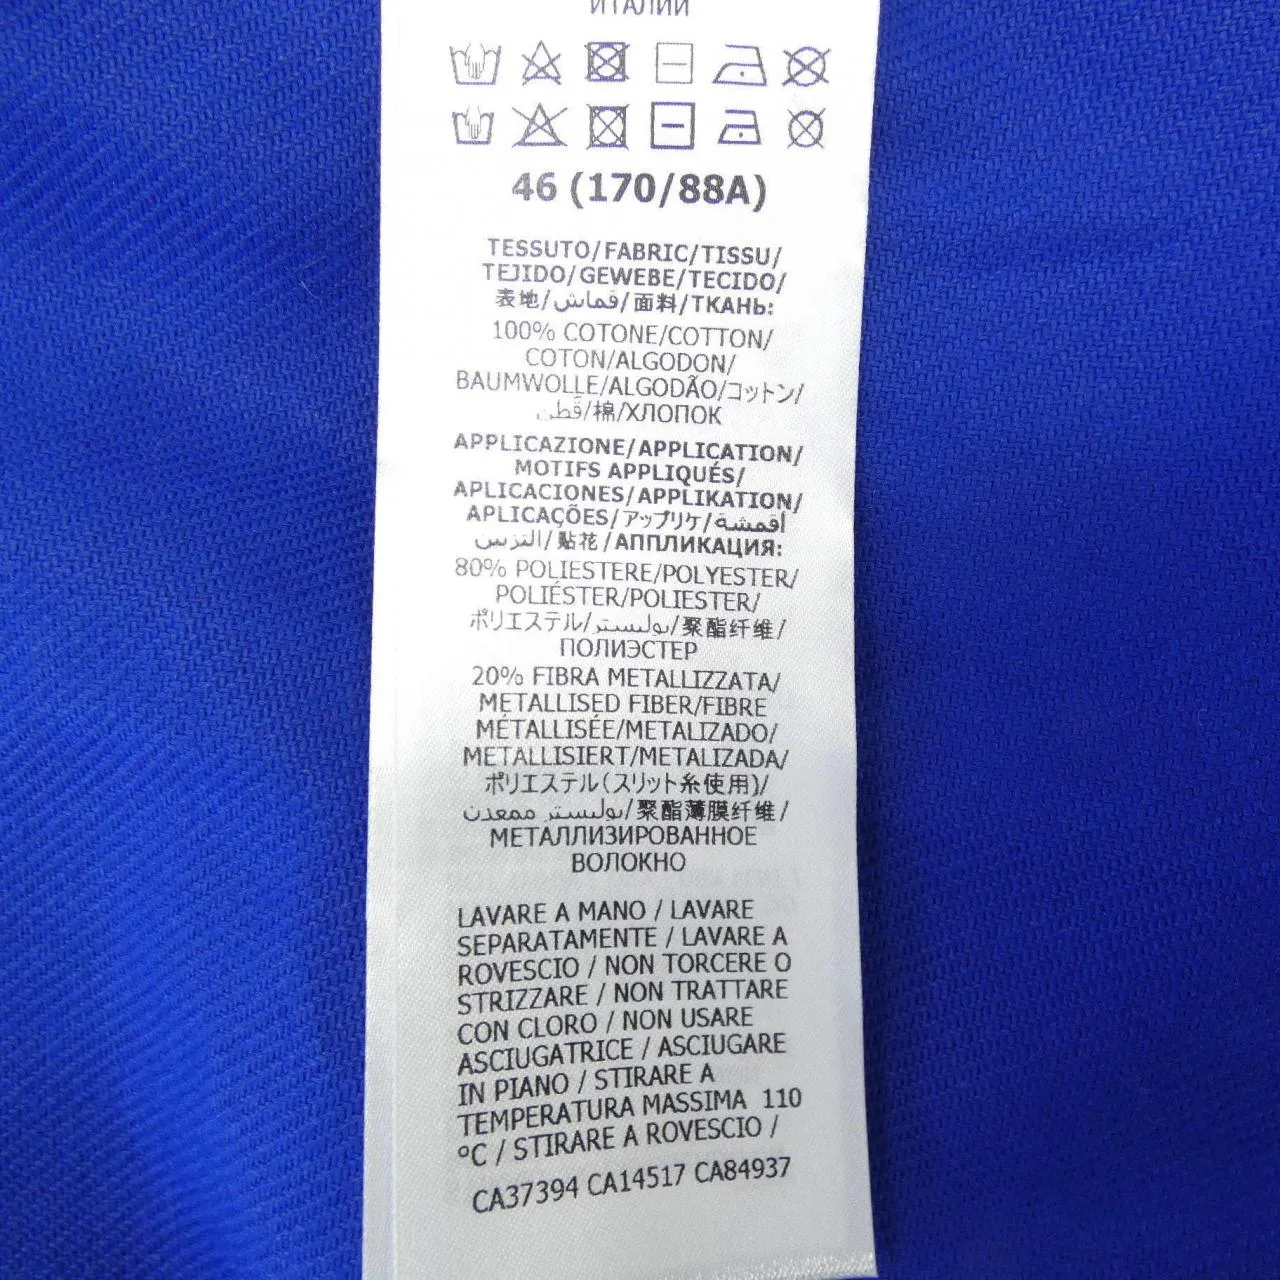 ИТАЛИИ
46 (170/88A)
TESSUTO/FABRIC/TISSU/
TEJIDO/GEWEBE/TECIDO/
表地/قماش/面料/ТКАНЬ:
100% COTONE/COTTON/
COTON/ALGODON/
BAUMWOLLE/ALGODÃO/コットン/
قطن/棉/ХЛОПОК
APPLICAZIONE/APPLICATION/
MOTIFS APPLIQUÉS/
APLICACIONES/APPLIKATION/
APLICAÇÕES/アップリケ/أقمشة
التزيين/贴花/АППЛИКАЦИЯ:
80% POLIESTERE/POLYESTER/
POLIÉSTER/POLIESTER/
ポリエステル/بوليستر/聚酯纤维/
ПОЛИЭСТЕР
20% FIBRA METALLIZZATA/
METALLISED FIBER/FIBRE
MÉTALLISÉE/METALIZADO/
METALLISIERT/METALIZADA/
ポリエステル(スリット糸使用)/
بوليستر ممعدن/聚酯薄膜纤维/
МЕТАЛЛИЗИРОВАННОЕ
ВОЛОКНО
LAVARE A MANO / LAVARE
SEPARATAMENTE / LAVARE A
ROVESCIO / NON TORCERE O
STRIZZARE / NON TRATTARE
CON CLORO / NON USARE
ASCIUGATRICE / ASCIUGARE
IN PIANO / STIRARE A
TEMPERATURA MASSIMA 110
°C / STIRARE A ROVESCIO /
CA37394 CA14517 CA84937